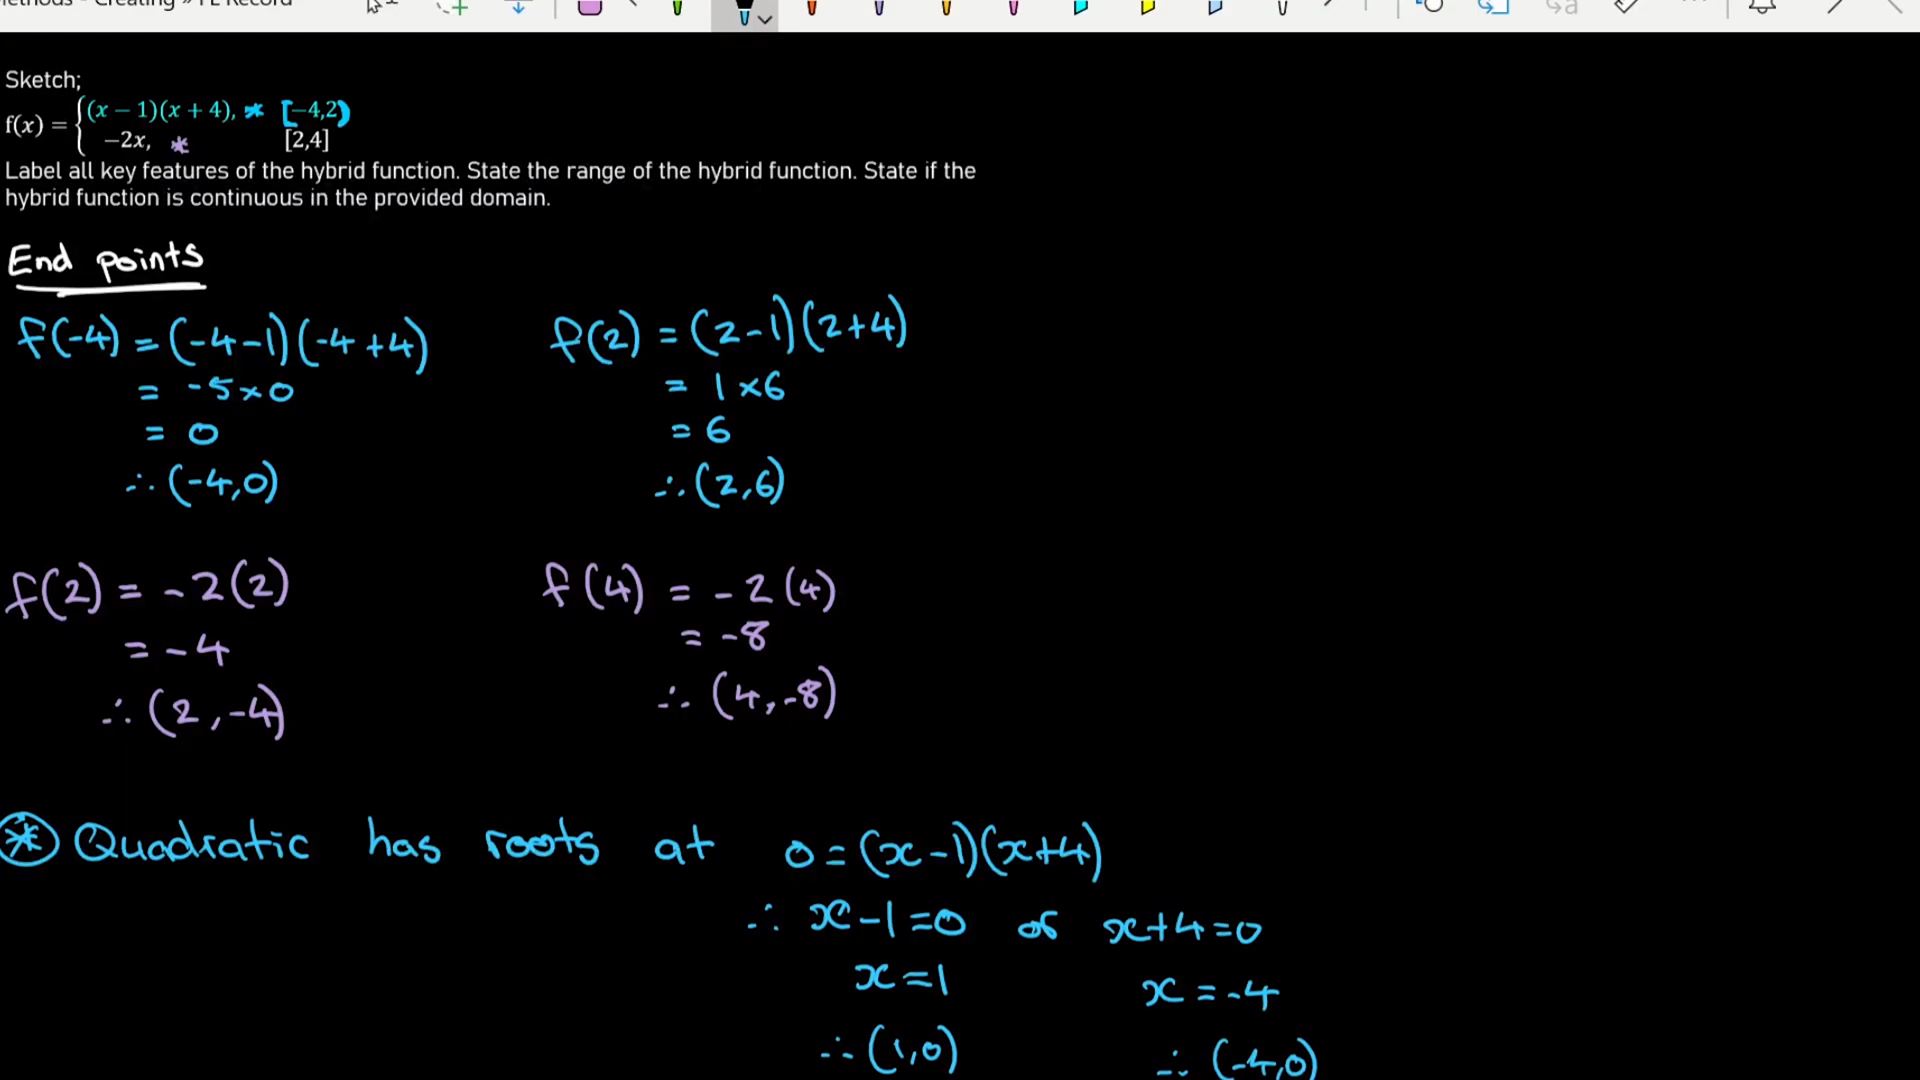 Methods - Creating » PE Record
Sketch;
f(x) = { (x − 1)(x + 4), * [−4,2)
−2x, * [2,4]
Label all key features of the hybrid function. State the range of the hybrid function. State if the
hybrid function is continuous in the provided domain.
End points
f(-4) = (-4-1)(-4+4)
= -5×0
= 0
∴ (-4,0)
f(2) = (2-1)(2+4)
= 1×6
= 6
∴ (2,6)
f(2) = -2(2)
= -4
∴ (2,-4)
f(4) = -2(4)
= -8
∴ (4,-8)
* Quadratic has roots at 0=(x-1)(x+4)
∴ x-1=0 or x+4=0
x=1 x=-4
∴ (1,0) ∴ (-4,0)